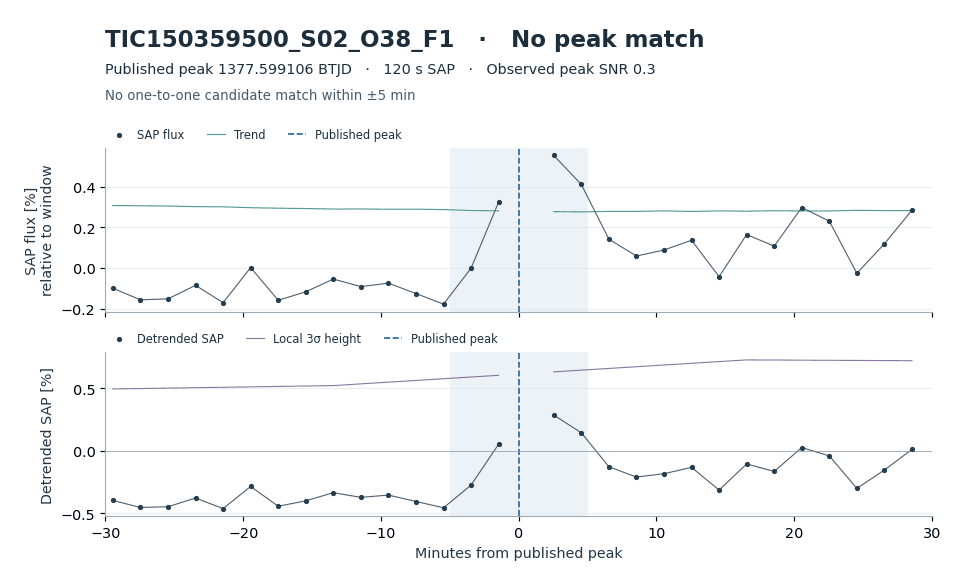 TIC150359500_S02_O38_F1 · No peak match
Published peak 1377.599106 BTJD · 120 s SAP · Observed peak SNR 0.3
No one-to-one candidate match within ±5 min
SAP flux Trend Published peak
SAP flux [%]
relative to window
0.4
0.2
0.0
−0.2
Detrended SAP Local 3σ height Published peak
Detrended SAP [%]
0.5
0.0
−0.5
−30 −20 −10 0 10 20 30
Minutes from published peak